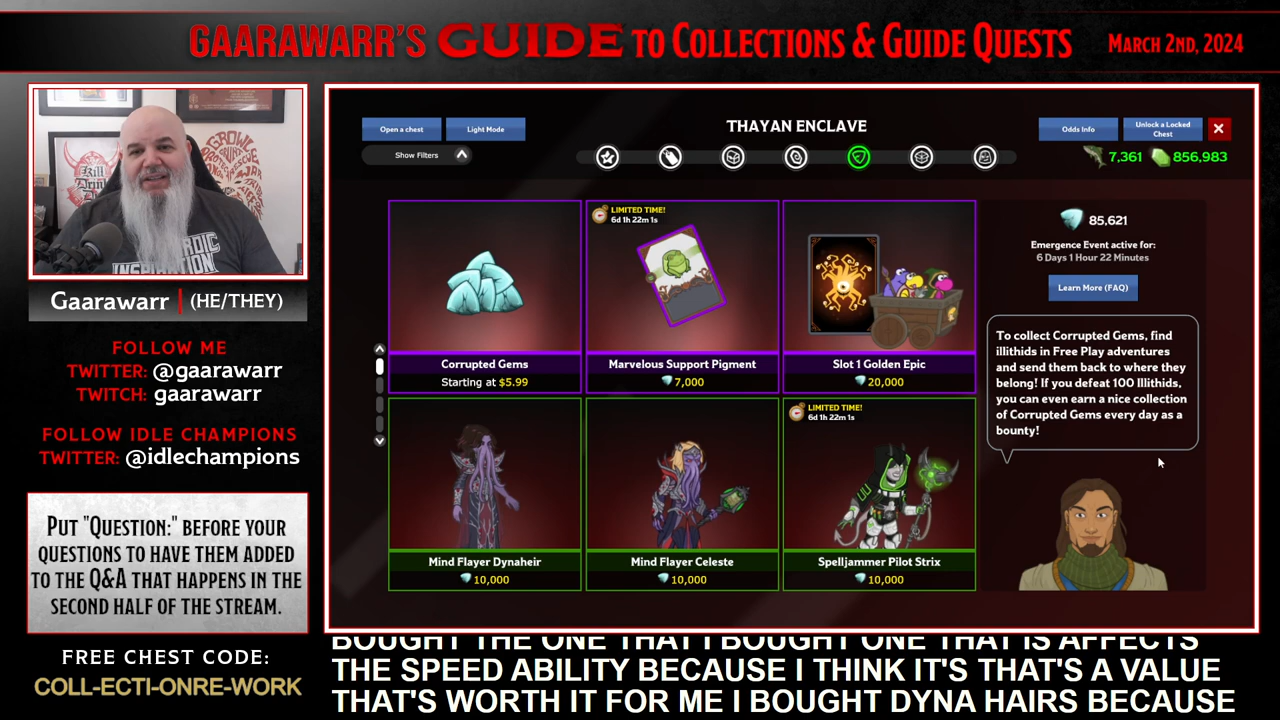 GAARAWARR'S GUIDE TO COLLECTIONS & GUIDE QUESTS
MARCH 2ND, 2024
Gaarawarr | (HE/THEY)
FOLLOW ME
TWITTER: @gaarawarr
TWITCH: gaarawarr
FOLLOW IDLE CHAMPIONS
TWITTER: @idlechampions
PUT "QUESTION:" BEFORE YOUR
QUESTIONS TO HAVE THEM ADDED
TO THE Q&A THAT HAPPENS IN THE
SECOND HALF OF THE STREAM.
FREE CHEST CODE:
COLL-ECTI-ONRE-WORK
Open a chest
Light Mode
THAYAN ENCLAVE
Odds Info
Unlock a Locked
Chest
Show Filters
7,361
856,983
Corrupted Gems
Starting at $5.99
LIMITED TIME!
6d 1h 22m 1s
Marvelous Support Pigment
7,000
Slot 1 Golden Epic
20,000
Mind Flayer Dynaheir
10,000
Mind Flayer Celeste
10,000
LIMITED TIME!
6d 1h 22m 1s
Spelljammer Pilot Strix
10,000
85,621
Emergence Event active for:
6 Days 1 Hour 22 Minutes
Learn More (FAQ)
To collect Corrupted Gems, find
illithids in Free Play adventures
and send them back to where they
belong! If you defeat 100 Illithids,
you can even earn a nice collection
of Corrupted Gems every day as a
bounty!
BOUGHT THE ONE THAT I BOUGHT ONE THAT IS AFFECTS
THE SPEED ABILITY BECAUSE I THINK IT'S THAT'S A VALUE
THAT'S WORTH IT FOR ME I BOUGHT DYNA HAIRS BECAUSE